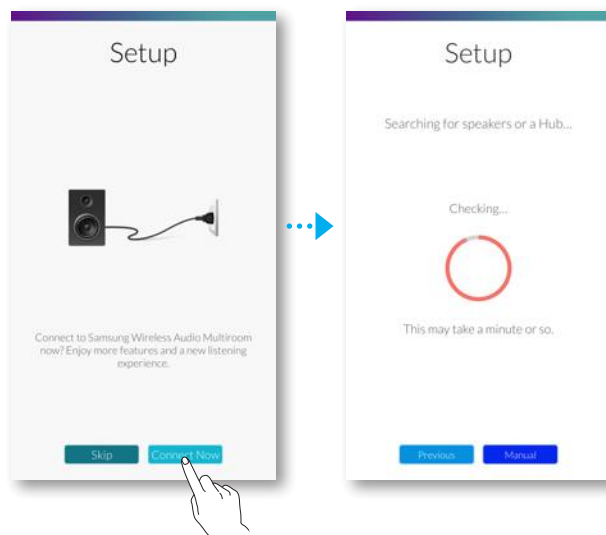 Setup
Connect to Samsung Wireless Audio Multiroom
now? Enjoy more features and a new listening
experience.
Skip
Connect Now
Setup
Searching for speakers or a Hub...
Checking...
This may take a minute or so.
Previous
Manual